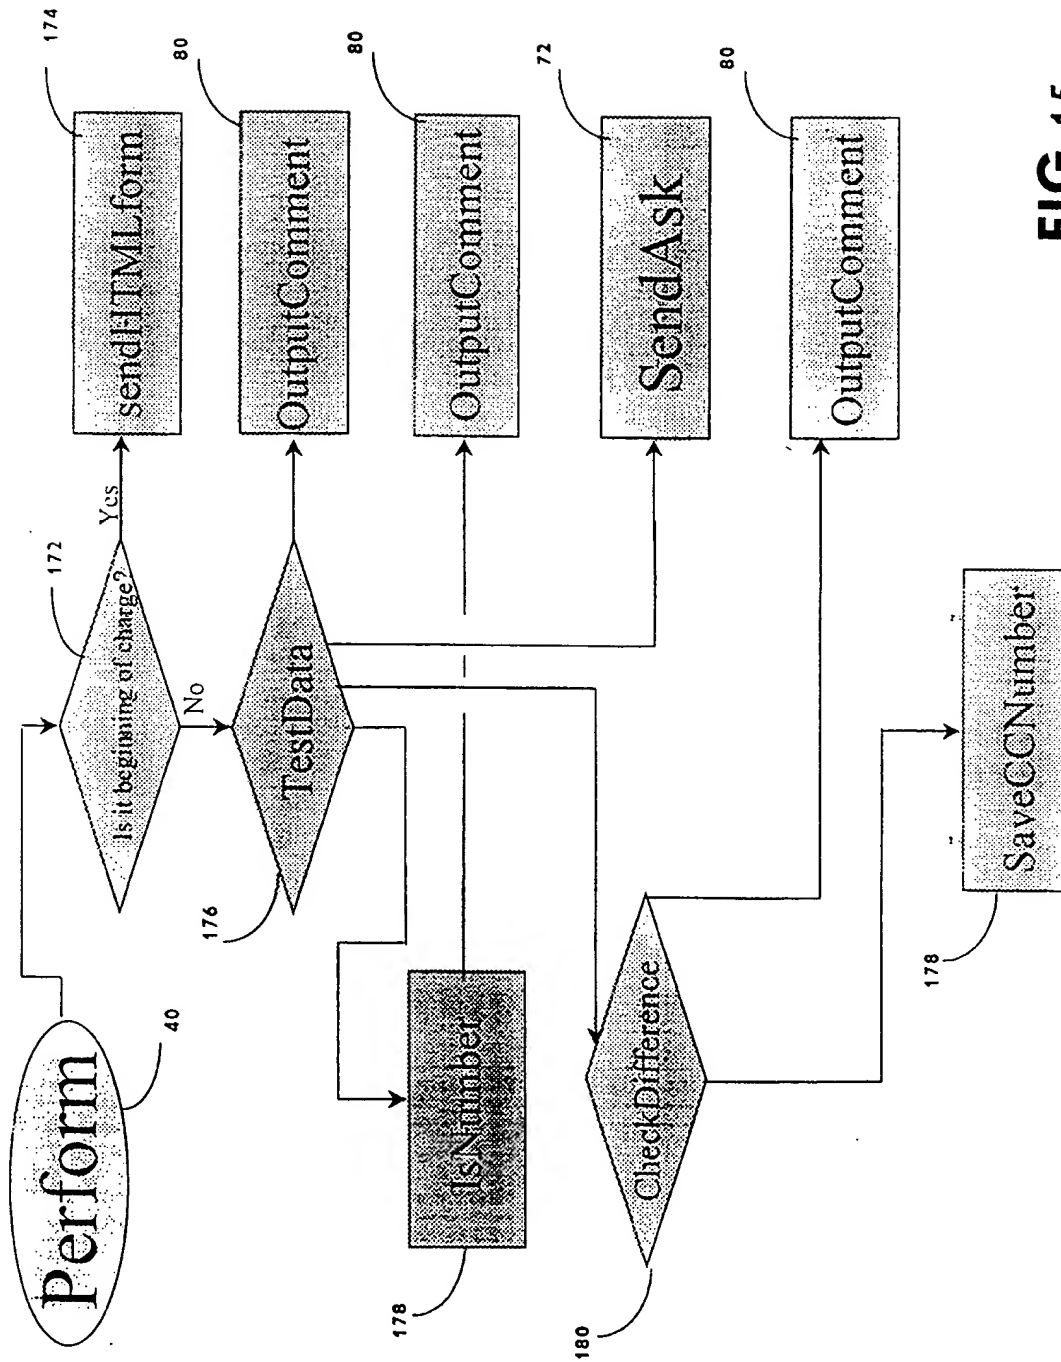 Perform
40
Is it beginning of charge?
172
Yes
sendHTMLform
174
No
TestData
176
OutputComment
80
IsNumber
178
OutputComment
80
SendAsk
72
CheckDifference
180
OutputComment
80
SaveCCNumber
178
FIG 15